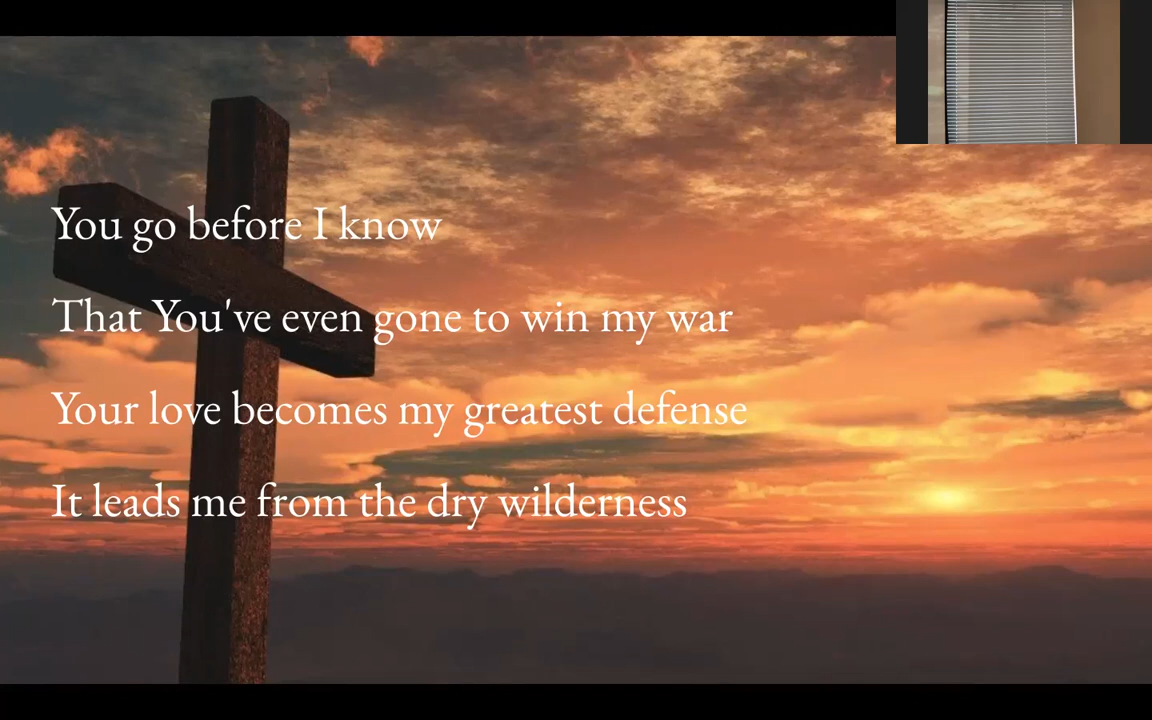 You go before I know
That You've even gone to win my war
Your love becomes my greatest defense
It leads me from the dry wilderness